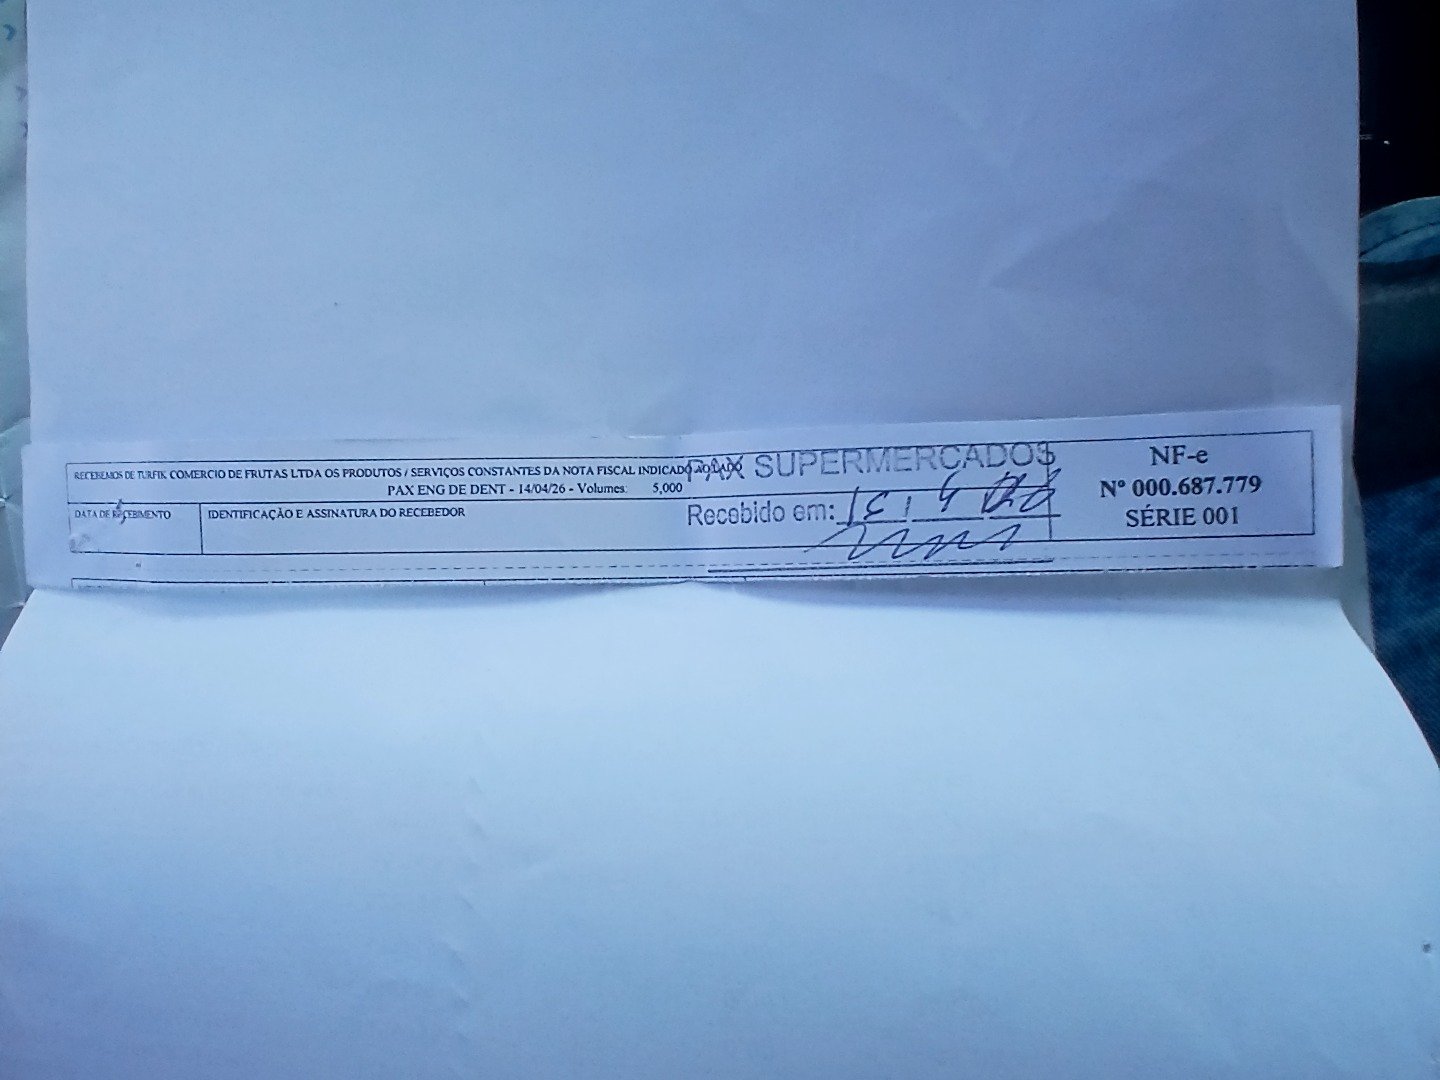 RECEBEMOS DE TURFIK COMERCIO DE FRUTAS LTDA OS PRODUTOS / SERVIÇOS CONSTANTES DA NOTA FISCAL INDICADO AO LADO
PAX ENG DE DENT - 14/04/26 - Volumes: 5,000
DATA DE RECEBIMENTO
IDENTIFICAÇÃO E ASSINATURA DO RECEBEDOR
PAX SUPERMERCADOS
Recebido em:
NF-e
Nº 000.687.779
SÉRIE 001